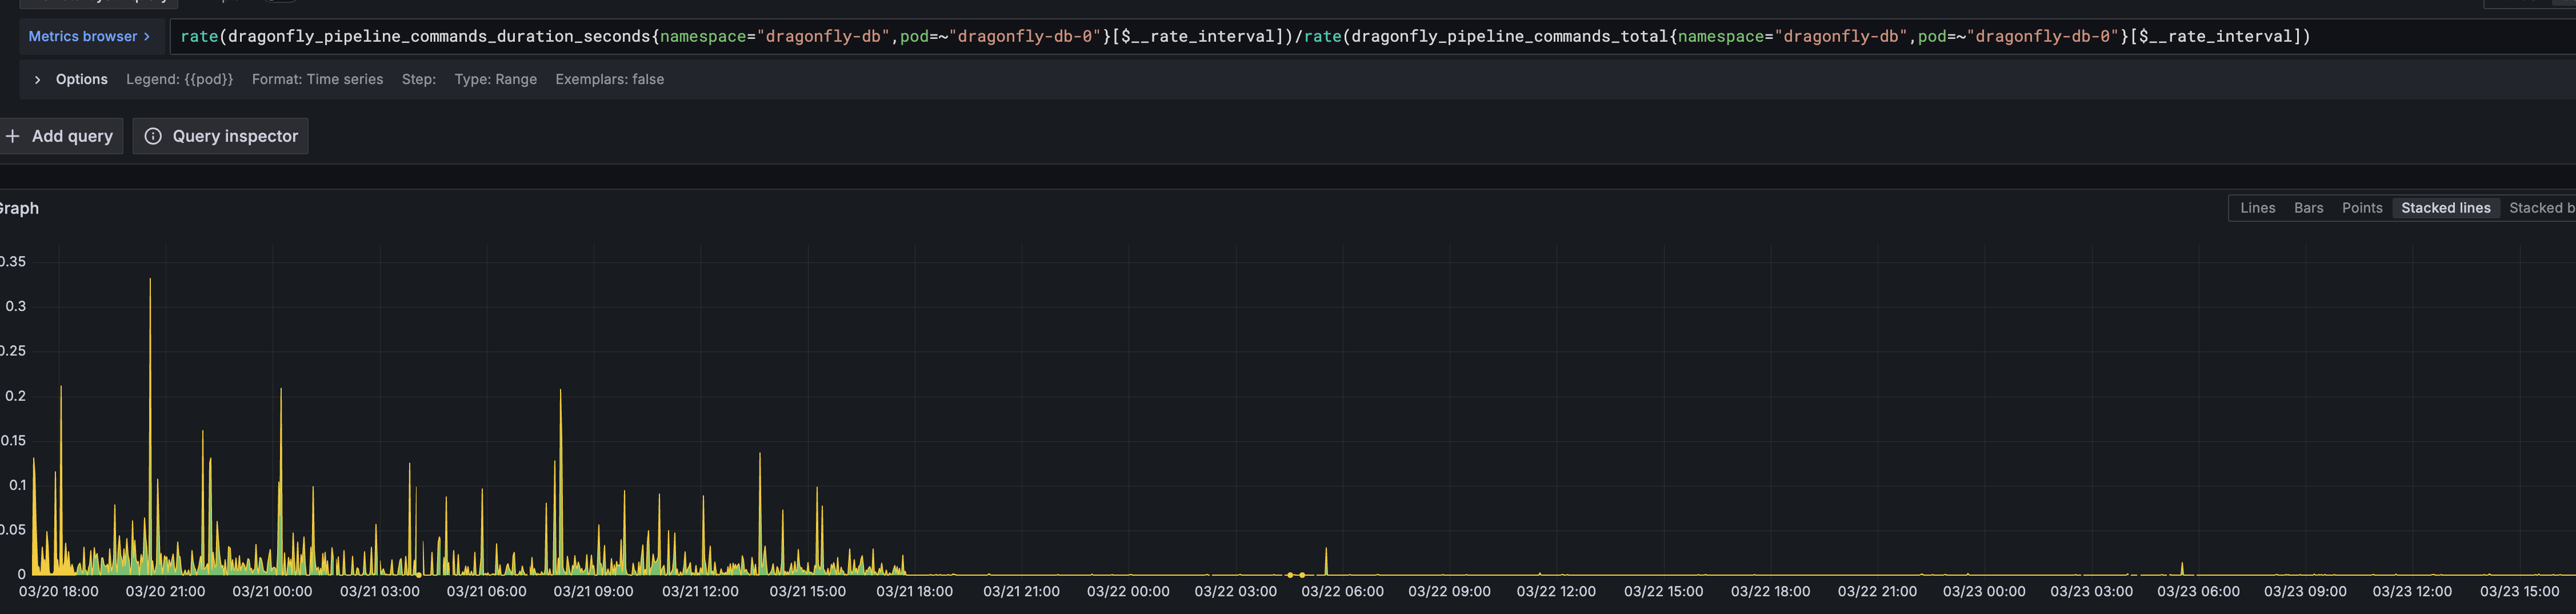 Metrics browser > rate(dragonfly_pipeline_commands_duration_seconds{namespace="dragonfly-db",pod=~"dragonfly-db-0"}[$__rate_interval])/rate(dragonfly_pipeline_commands_total{namespace="dragonfly-db",pod=~"dragonfly-db-0"}[$__rate_interval])
> Options Legend: {{pod}} Format: Time series Step: Type: Range Exemplars: false
+ Add query Query inspector
Graph Lines Bars Points Stacked lines Stacked b
0.35
0.3
0.25
0.2
0.15
0.1
0.05
0
03/20 18:00 03/20 21:00 03/21 00:00 03/21 03:00 03/21 06:00 03/21 09:00 03/21 12:00 03/21 15:00 03/21 18:00 03/21 21:00 03/22 00:00 03/22 03:00 03/22 06:00 03/22 09:00 03/22 12:00 03/22 15:00 03/22 18:00 03/22 21:00 03/23 00:00 03/23 03:00 03/23 06:00 03/23 09:00 03/23 12:00 03/23 15:00